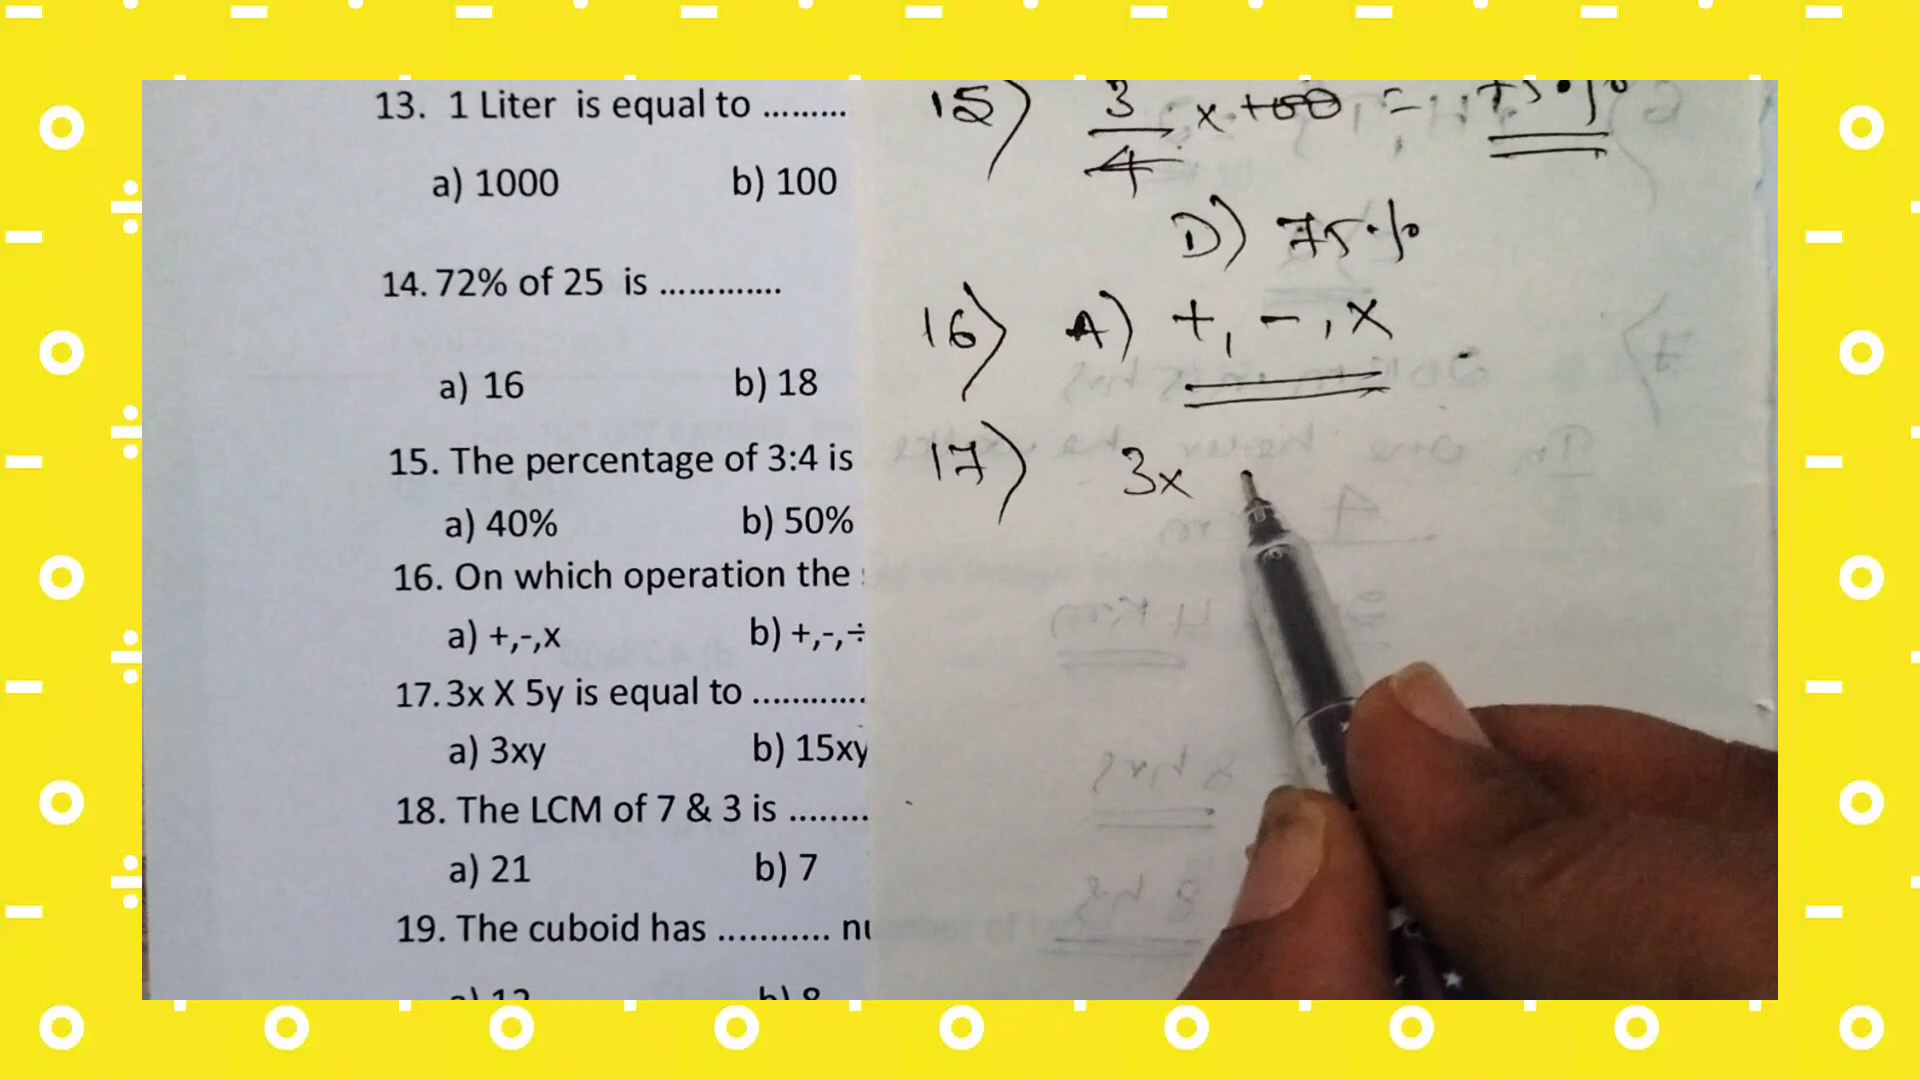 13. 1 Liter is equal to .........
a) 1000 b) 100
14. 72% of 25 is .............
a) 16 b) 18
15. The percentage of 3:4 is
a) 40% b) 50%
16. On which operation the
a) +,-,x b) +,-,÷
17. 3x X 5y is equal to ............
a) 3xy b) 15xy
18. The LCM of 7 & 3 is ........
a) 21 b) 7
19. The cuboid has ...........
15) 3/4 x 100 = 75%
D) 75%
16) A) +, -, x
17) 3x